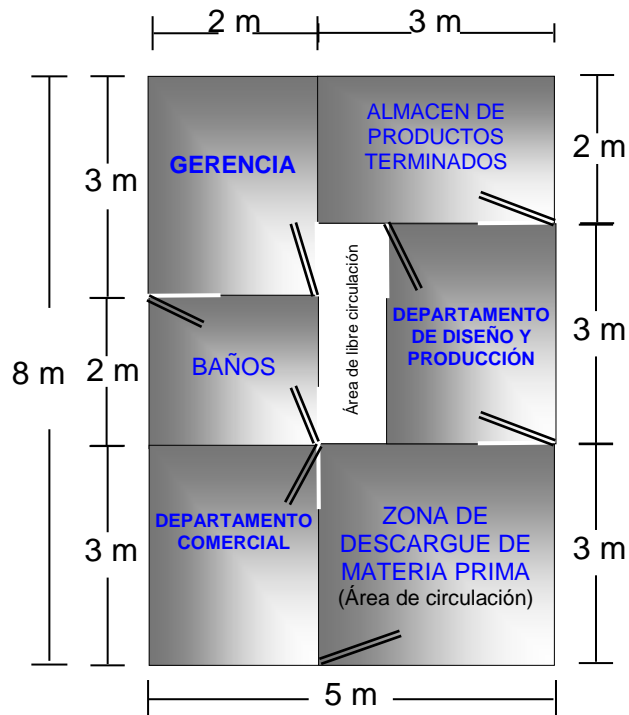 2 m
3 m
ALMACEN DE
PRODUCTOS
TERMINADOS
GERENCIA
2 m
3 m
Área de libre circulación
DEPARTAMENTO
DE DISEÑO Y
PRODUCCIÓN
3 m
8 m
2 m
BAÑOS
DEPARTAMENTO
COMERCIAL
ZONA DE
DESCARGUE DE
MATERIA PRIMA
(Área de circulación)
3 m
3 m
5 m